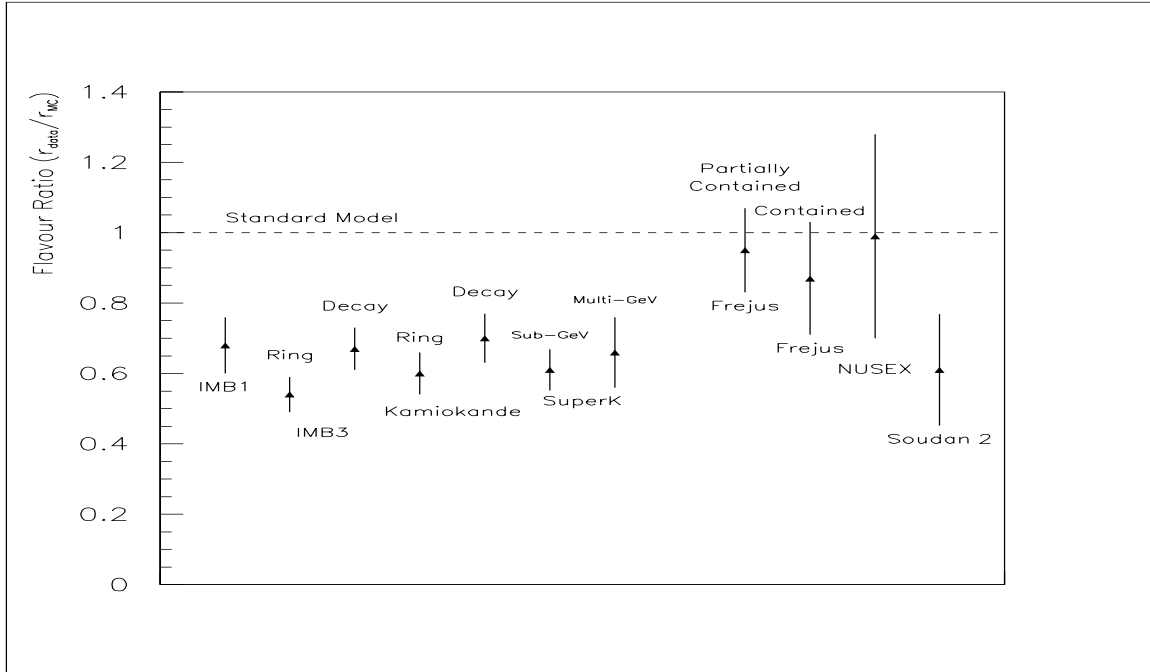 Flavour Ratio (r_data/r_MC)
1.4
1.2
1
0.8
0.6
0.4
0.2
0
Standard Model
Partially
Contained
Contained
Decay
Decay
Multi-GeV
Ring
Ring
Sub-GeV
IMB1
IMB3
Kamiokande
SuperK
Frejus
Frejus
NUSEX
Soudan 2